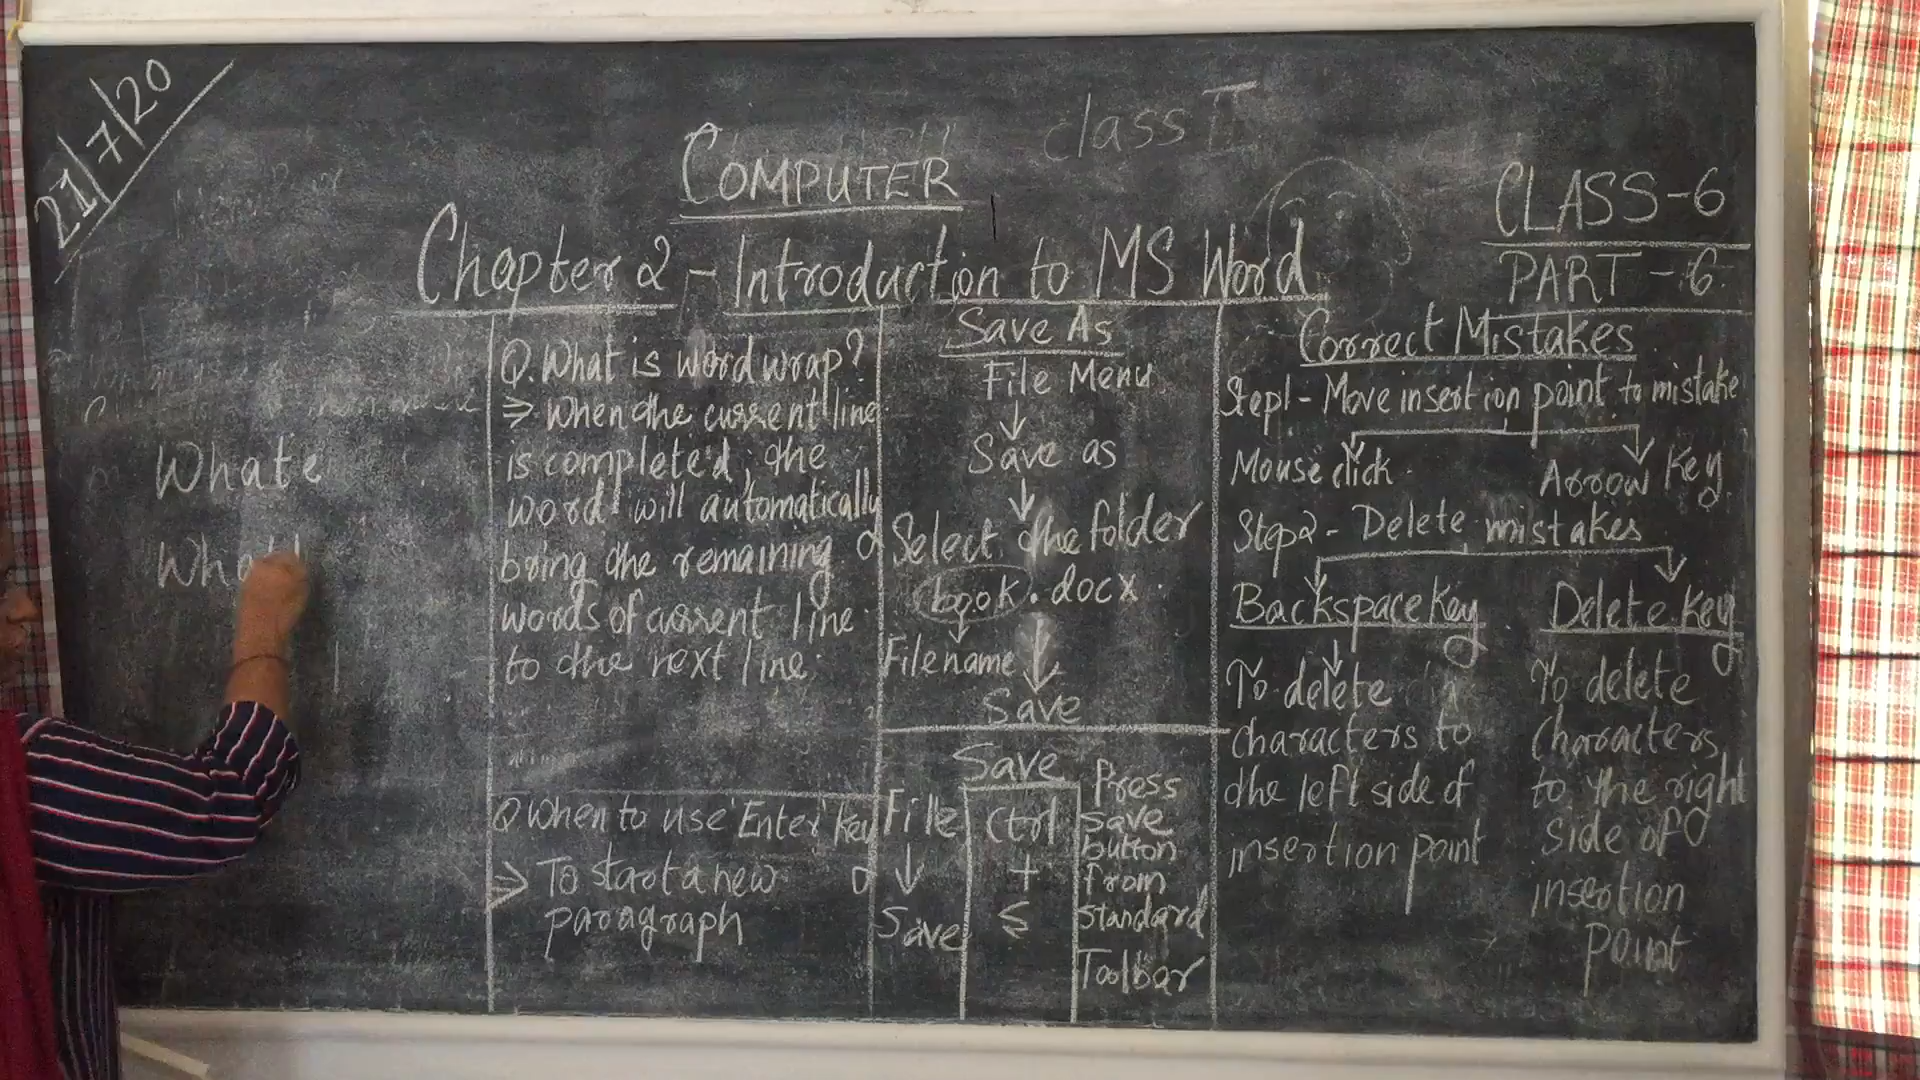 21/7/20
class II
COMPUTER
CLASS-6
PART-6
Chapter 2 - Introduction to MS Word
Whate
What
Q. What is word wrap?
⇒ When the current line
is completed, the
word will automatically
bring the remaining
words of current line
to the next line.
Q When to use 'Enter' key
⇒ To start a new
paragraph
Save As
File Menu
↓
Save as
↓
Select the folder
book.docx
Filename
Save
Save
File
↓
Save
Ctrl
+
S
Press
save
button
from
standard
Toolbar
Correct Mistakes
Step1- Move insertion point to mistake
Mouse click
Arrow Key
Step2- Delete mistakes
Backspace Key
To delete
characters to
the left side of
insertion point
Delete Key
To delete
characters
to the right
side of
insertion
point